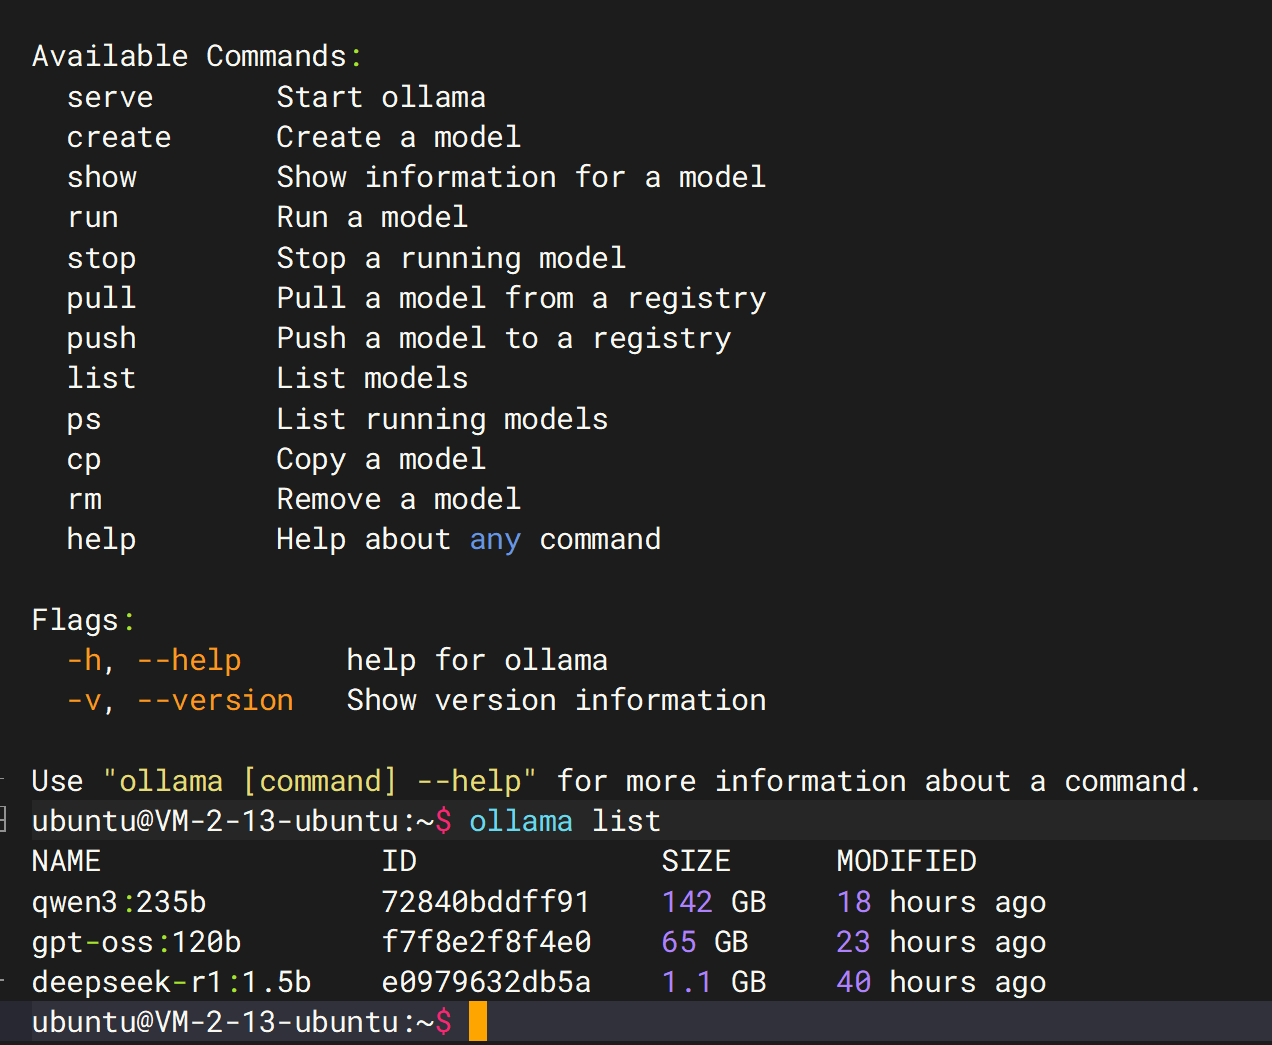 Available Commands:
  serve       Start ollama
  create      Create a model
  show        Show information for a model
  run         Run a model
  stop        Stop a running model
  pull        Pull a model from a registry
  push        Push a model to a registry
  list        List models
  ps          List running models
  cp          Copy a model
  rm          Remove a model
  help        Help about any command

Flags:
  -h, --help      help for ollama
  -v, --version   Show version information

Use "ollama [command] --help" for more information about a command.
ubuntu@VM-2-13-ubuntu:~$ ollama list
NAME                ID              SIZE      MODIFIED
qwen3:235b          72840bddff91    142 GB    18 hours ago
gpt-oss:120b        f7f8e2f8f4e0    65 GB     23 hours ago
deepseek-r1:1.5b    e0979632db5a    1.1 GB    40 hours ago
ubuntu@VM-2-13-ubuntu:~$